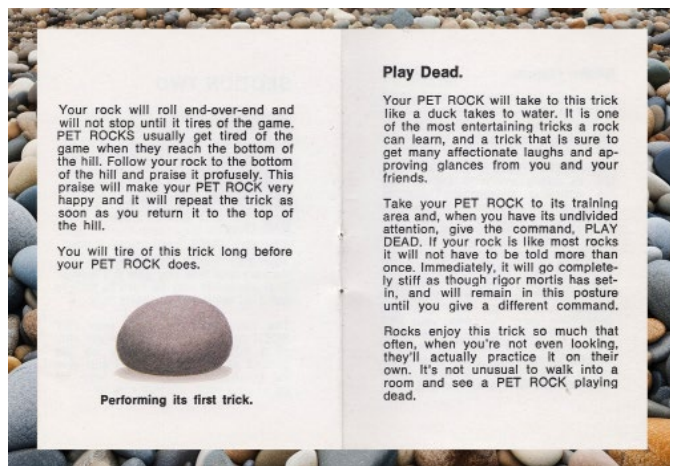 Your rock will roll end-over-end and
will not stop until it tires of the game.
PET ROCKS usually get tired of the
game when they reach the bottom of
the hill. Follow your rock to the bottom
of the hill and praise it profusely. This
praise will make your PET ROCK very
happy and it will repeat the trick as
soon as you return it to the top of
the hill.
You will tire of this trick long before
your PET ROCK does.
Performing its first trick.
Play Dead.
Your PET ROCK will take to this trick
like a duck takes to water. It is one
of the most entertaining tricks a rock
can learn, and a trick that is sure to
get many affectionate laughs and ap-
proving glances from you and your
friends.
Take your PET ROCK to its training
area and, when you have its undivided
attention, give the command, PLAY
DEAD. If your rock is like most rocks
it will not have to be told more than
once. Immediately, it will go complete-
ly stiff as though rigor mortis has set-
in, and will remain in this posture
until you give a different command.
Rocks enjoy this trick so much that
often, when you're not even looking,
they'll actually practice it on their
own. It's not unusual to walk into a
room and see a PET ROCK playing
dead.